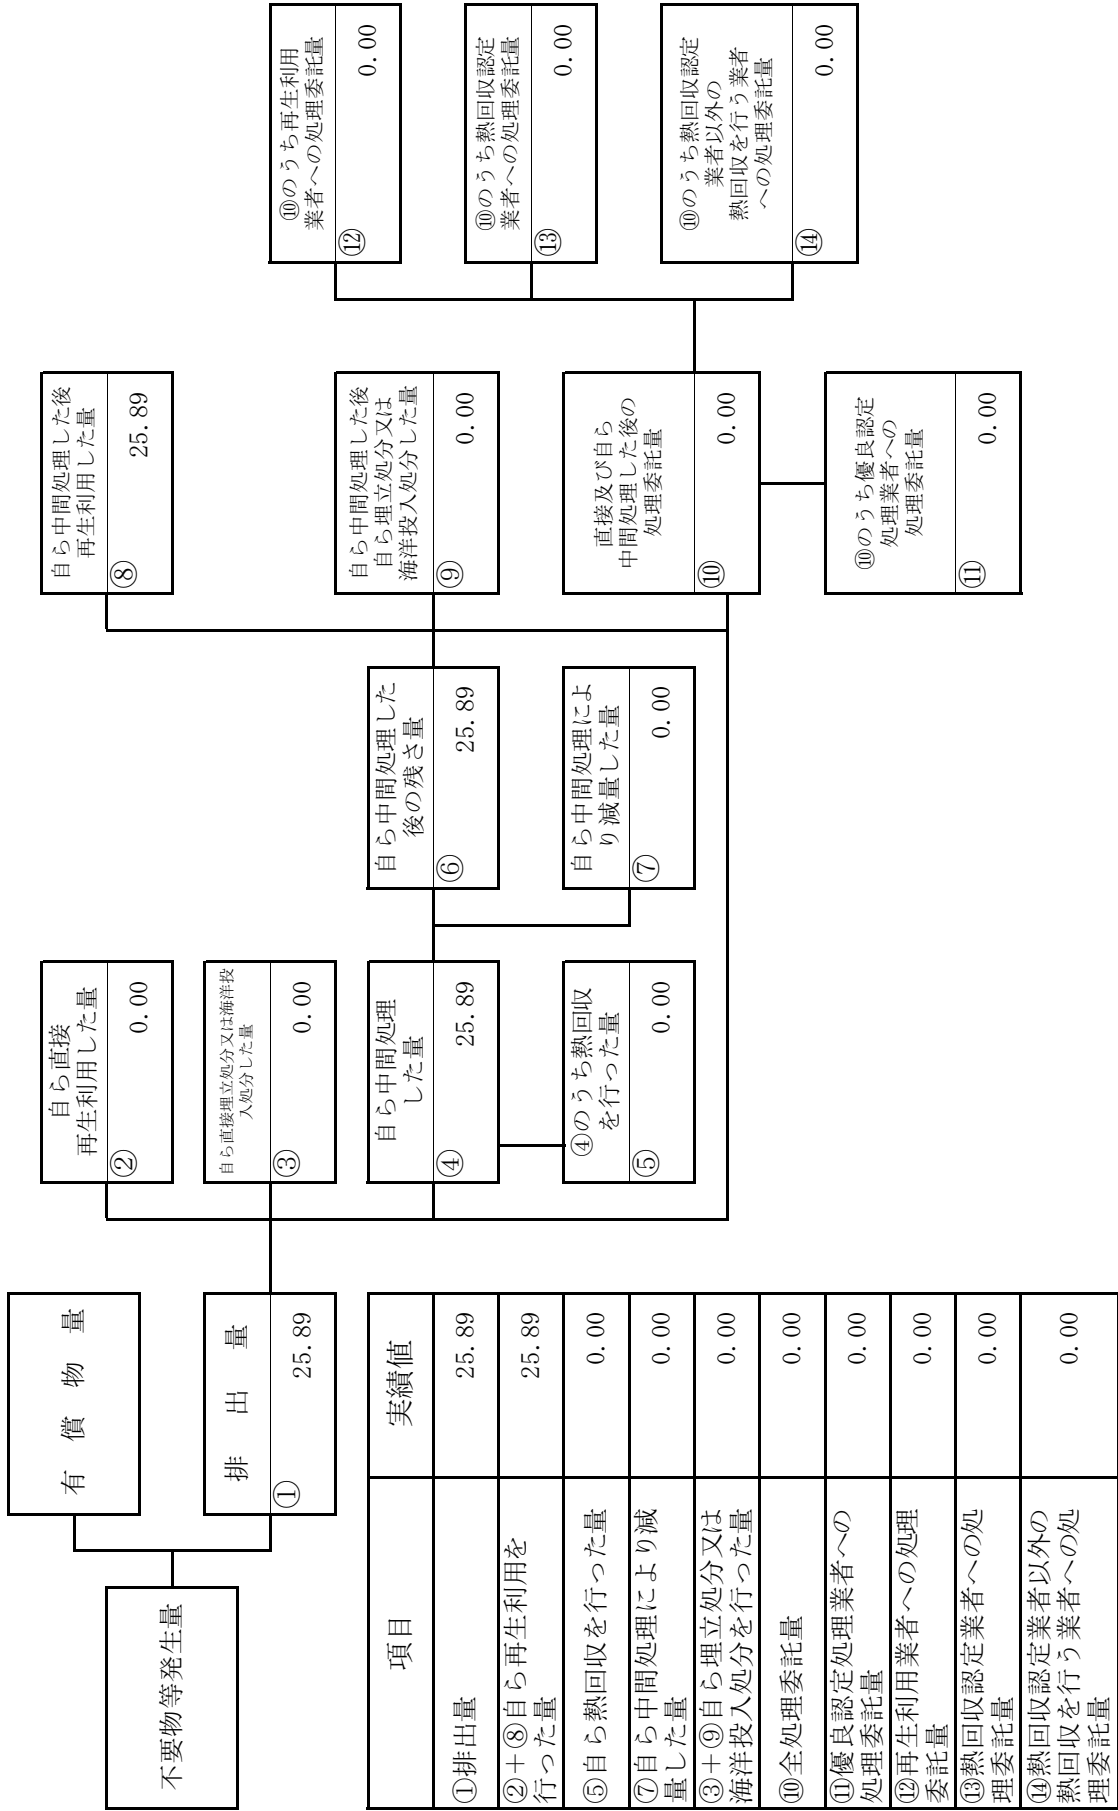 不要物等発生量
有 償 物 量
排 出 量
① 25.89
自ら直接
再生利用した量
② 0.00
自ら直接埋立処分又は海洋投
入処分した量
③ 0.00
自ら中間処理
した量
④ 25.89
④のうち熱回収
を行った量
⑤ 0.00
自ら中間処理した
後の残さ量
⑥ 25.89
自ら中間処理によ
り減量した量
⑦ 0.00
自ら中間処理した後
再生利用した量
⑧ 25.89
自ら中間処理した後
自ら埋立処分又は
海洋投入処分した量
⑨ 0.00
直接及び自ら
中間処理した後の
処理委託量
⑩ 0.00
⑩のうち優良認定
処理業者への
処理委託量
⑪ 0.00
⑩のうち再生利用
業者への処理委託量
⑫ 0.00
⑩のうち熱回収認定
業者への処理委託量
⑬ 0.00
⑩のうち熱回収認定
業者以外の
熱回収を行う業者
への処理委託量
⑭ 0.00
項目 実績値
①排出量 25.89
②+⑧自ら再生利用を
行った量 25.89
⑤自ら熱回収を行った量 0.00
⑦自ら中間処理により減
量した量 0.00
③+⑨自ら埋立処分又は
海洋投入処分を行った量 0.00
⑩全処理委託量 0.00
⑪優良認定処理業者への
処理委託量 0.00
⑫再生利用業者への処理
委託量 0.00
⑬熱回収認定業者への処
理委託量 0.00
⑭熱回収認定業者以外の
熱回収を行う業者への処
理委託量 0.00